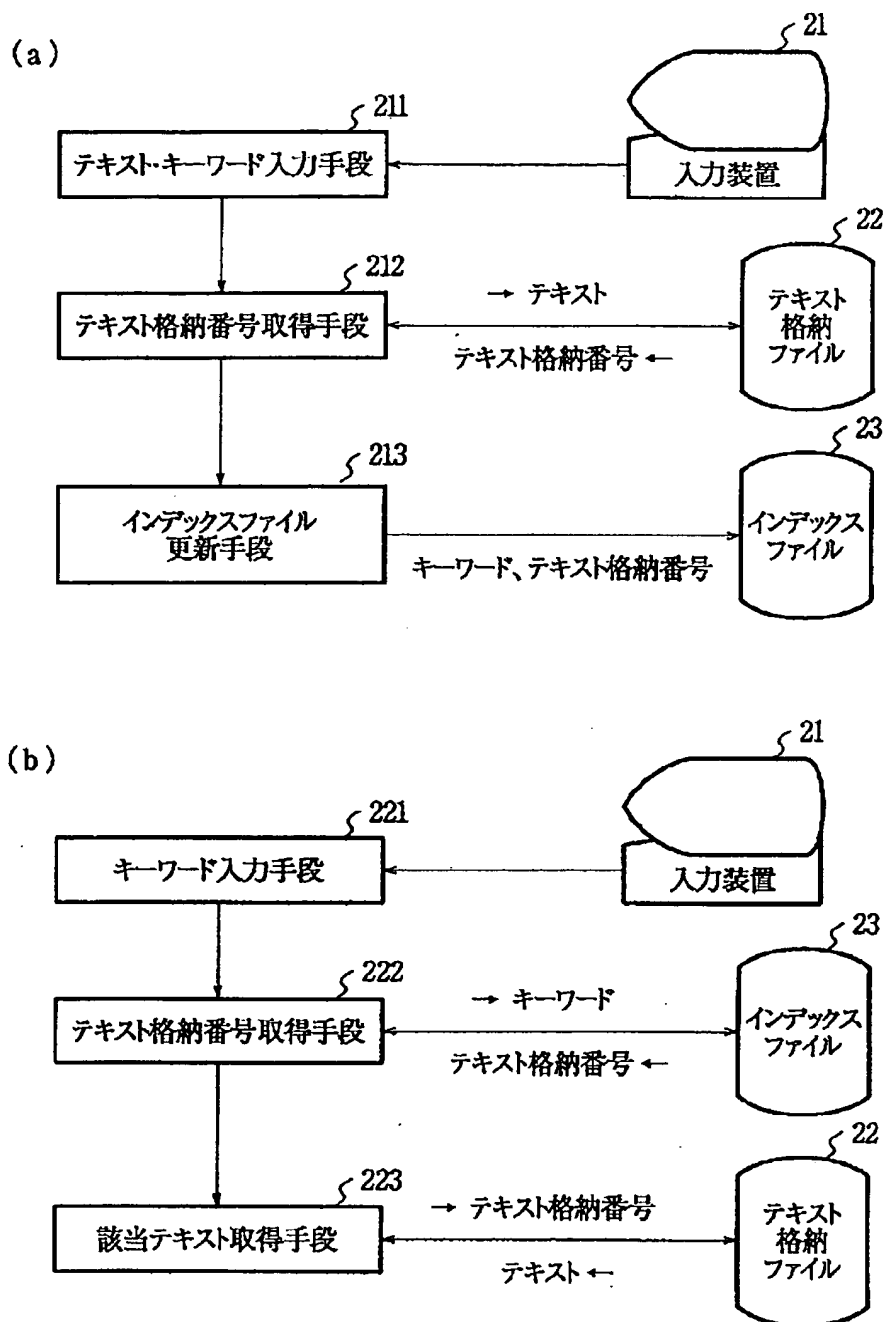 (a)
21
211
テキスト・キーワード入力手段
入力装置
22
212
テキスト格納番号取得手段
→ テキスト
テキスト格納番号 ←
テキスト
格納
ファイル
23
213
インデックスファイル
更新手段
キーワード、テキスト格納番号
インデックス
ファイル
(b)
21
221
キーワード入力手段
入力装置
23
222
テキスト格納番号取得手段
→ キーワード
テキスト格納番号 ←
インデックス
ファイル
22
223
該当テキスト取得手段
→ テキスト格納番号
テキスト ←
テキスト
格納
ファイル